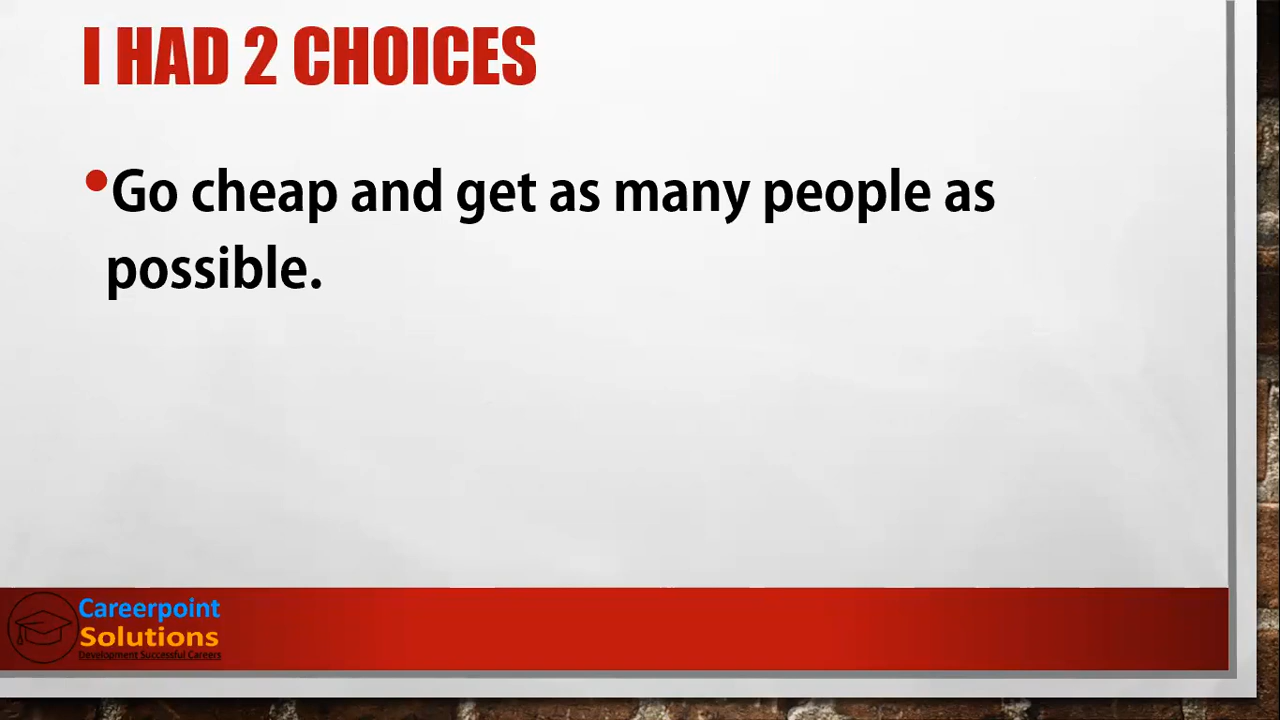 I HAD 2 CHOICES
•Go cheap and get as many people as
possible.
Careerpoint
Solutions
Development Successful Careers